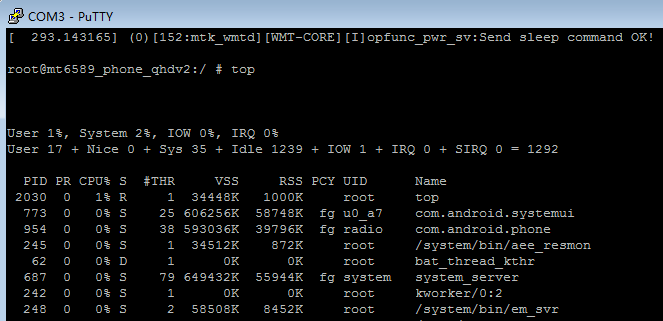 COM3 - PuTTY
[  293.143165] (0)[152:mtk_wmtd][WMT-CORE][I]opfunc_pwr_sv:Send sleep command OK!
root@mt6589_phone_qhdv2:/ # top
User 1%, System 2%, IOW 0%, IRQ 0%
User 17 + Nice 0 + Sys 35 + Idle 1239 + IOW 1 + IRQ 0 + SIRQ 0 = 1292
PID PR CPU% S  #THR     VSS     RSS PCY UID      Name
2030  0   1% R     1  34448K   1000K     root     top
773  0   0% S    25 606256K  58748K  fg u0_a7    com.android.systemui
954  0   0% S    38 593036K  39796K  fg radio    com.android.phone
245  0   0% S     1  34512K    872K     root     /system/bin/aee_resmon
62  0   0% D     1      0K      0K     root     bat_thread_kthr
687  0   0% S    79 649432K  55944K  fg system   system_server
242  0   0% S     1      0K      0K     root     kworker/0:2
248  0   0% S     2  58508K   8452K     root     /system/bin/em_svr